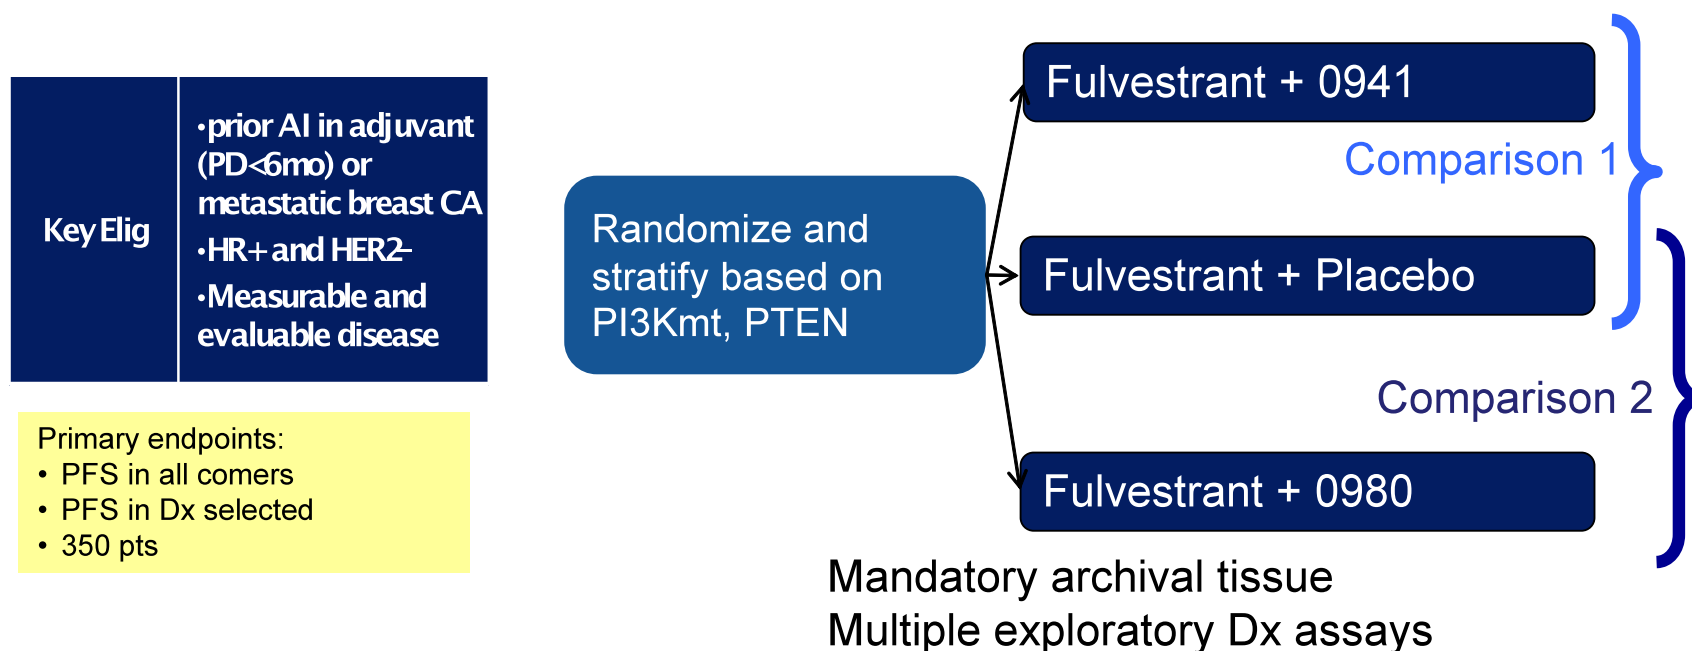 Key Elig
•prior AI in adjuvant
(PD<6mo) or
metastatic breast CA
•HR+ and HER2–
•Measurable and
evaluable disease
Primary endpoints:
• PFS in all comers
• PFS in Dx selected
• 350 pts
Randomize and
stratify based on
PI3Kmt, PTEN
Fulvestrant + 0941
Comparison 1
Fulvestrant + Placebo
Comparison 2
Fulvestrant + 0980
Mandatory archival tissue
Multiple exploratory Dx assays